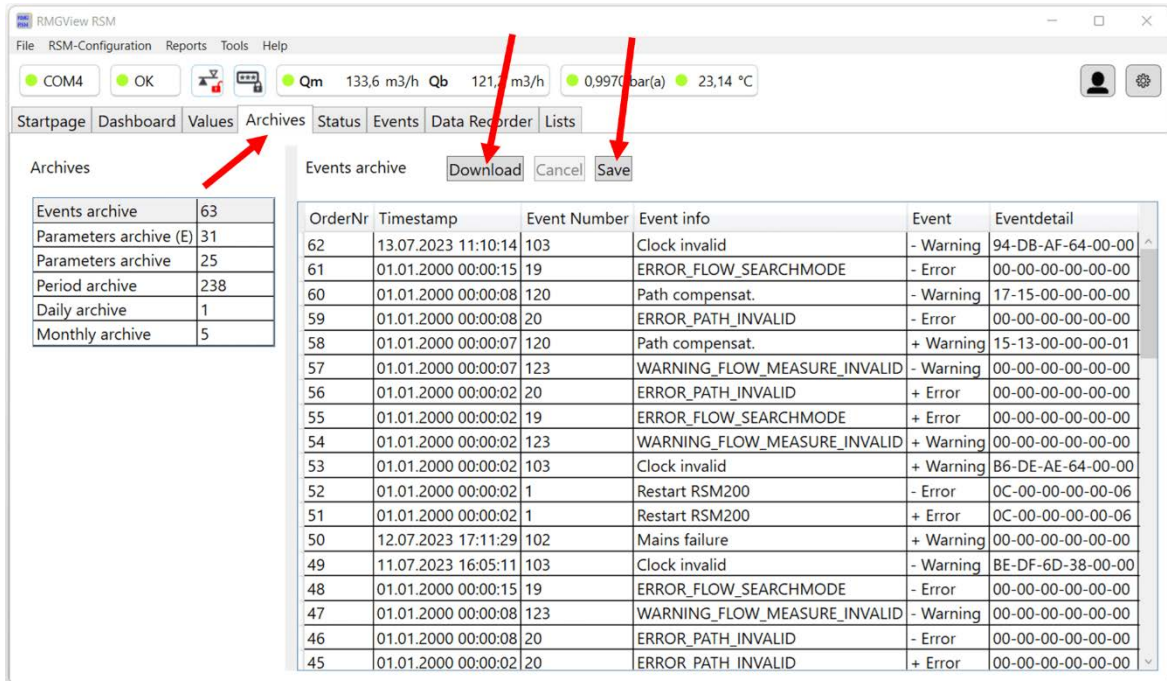 RMGView RSM
File RSM-Configuration Reports Tools Help
COM4 OK Qm 133,6 m3/h Qb m3/h 0,9970 bar(a) 23,14 °C
Startpage Dashboard Values Archives Status Events Data Recorder Lists
Archives
Events archive 63
Parameters archive (E) 31
Parameters archive 25
Period archive 238
Daily archive 1
Monthly archive 5
Events archive Download Cancel Save
OrderNr Timestamp Event Number Event info Event Eventdetail
62 13.07.2023 11:10:14 103 Clock invalid - Warning 94-DB-AF-64-00-00
61 01.01.2000 00:00:15 19 ERROR_FLOW_SEARCHMODE - Error 00-00-00-00-00-00
60 01.01.2000 00:00:08 120 Path compensat. - Warning 17-15-00-00-00-00
59 01.01.2000 00:00:08 20 ERROR_PATH_INVALID - Error 00-00-00-00-00-00
58 01.01.2000 00:00:07 120 Path compensat. + Warning 15-13-00-00-00-01
57 01.01.2000 00:00:07 123 WARNING_FLOW_MEASURE_INVALID - Warning 00-00-00-00-00-00
56 01.01.2000 00:00:02 20 ERROR_PATH_INVALID + Error 00-00-00-00-00-00
55 01.01.2000 00:00:02 19 ERROR_FLOW_SEARCHMODE + Error 00-00-00-00-00-00
54 01.01.2000 00:00:02 123 WARNING_FLOW_MEASURE_INVALID + Warning 00-00-00-00-00-00
53 01.01.2000 00:00:02 103 Clock invalid + Warning B6-DE-AE-64-00-00
52 01.01.2000 00:00:02 1 Restart RSM200 - Error 0C-00-00-00-00-06
51 01.01.2000 00:00:02 1 Restart RSM200 + Error 0C-00-00-00-00-06
50 12.07.2023 17:11:29 102 Mains failure + Warning 00-00-00-00-00-00
49 11.07.2023 16:05:11 103 Clock invalid - Warning BE-DF-6D-38-00-00
48 01.01.2000 00:00:15 19 ERROR_FLOW_SEARCHMODE - Error 00-00-00-00-00-00
47 01.01.2000 00:00:08 123 WARNING_FLOW_MEASURE_INVALID - Warning 00-00-00-00-00-00
46 01.01.2000 00:00:08 20 ERROR_PATH_INVALID - Error 00-00-00-00-00-00
45 01.01.2000 00:00:02 20 ERROR_PATH_INVALID + Error 00-00-00-00-00-00